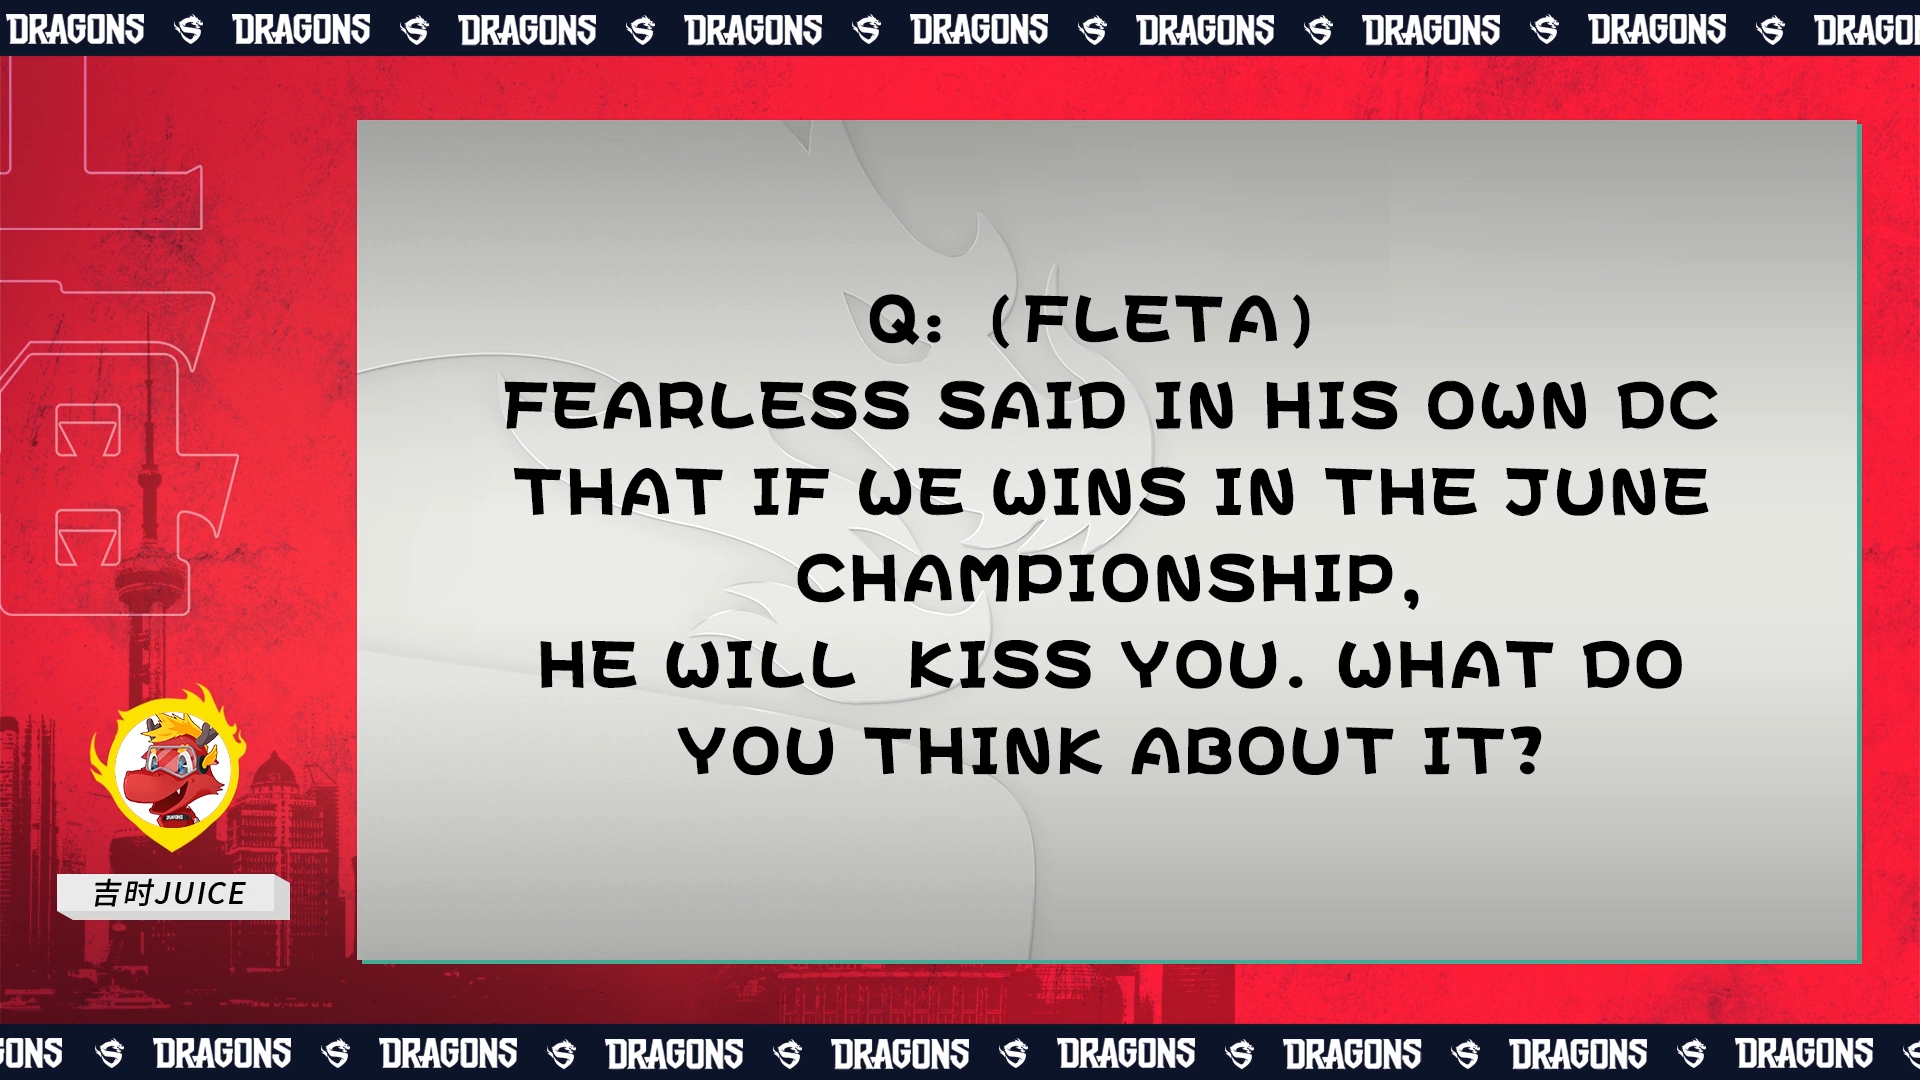 DRAGONS DRAGONS DRAGONS DRAGONS DRAGONS DRAGONS DRAGONS DRAGONS DRAGO
Q: (FLETA)
FEARLESS SAID IN HIS OWN DC
THAT IF WE WINS IN THE JUNE
CHAMPIONSHIP,
HE WILL KISS YOU. WHAT DO
YOU THINK ABOUT IT?
吉时JUICE
GONS DRAGONS DRAGONS DRAGONS DRAGONS DRAGONS DRAGONS DRAGONS DRAGONS